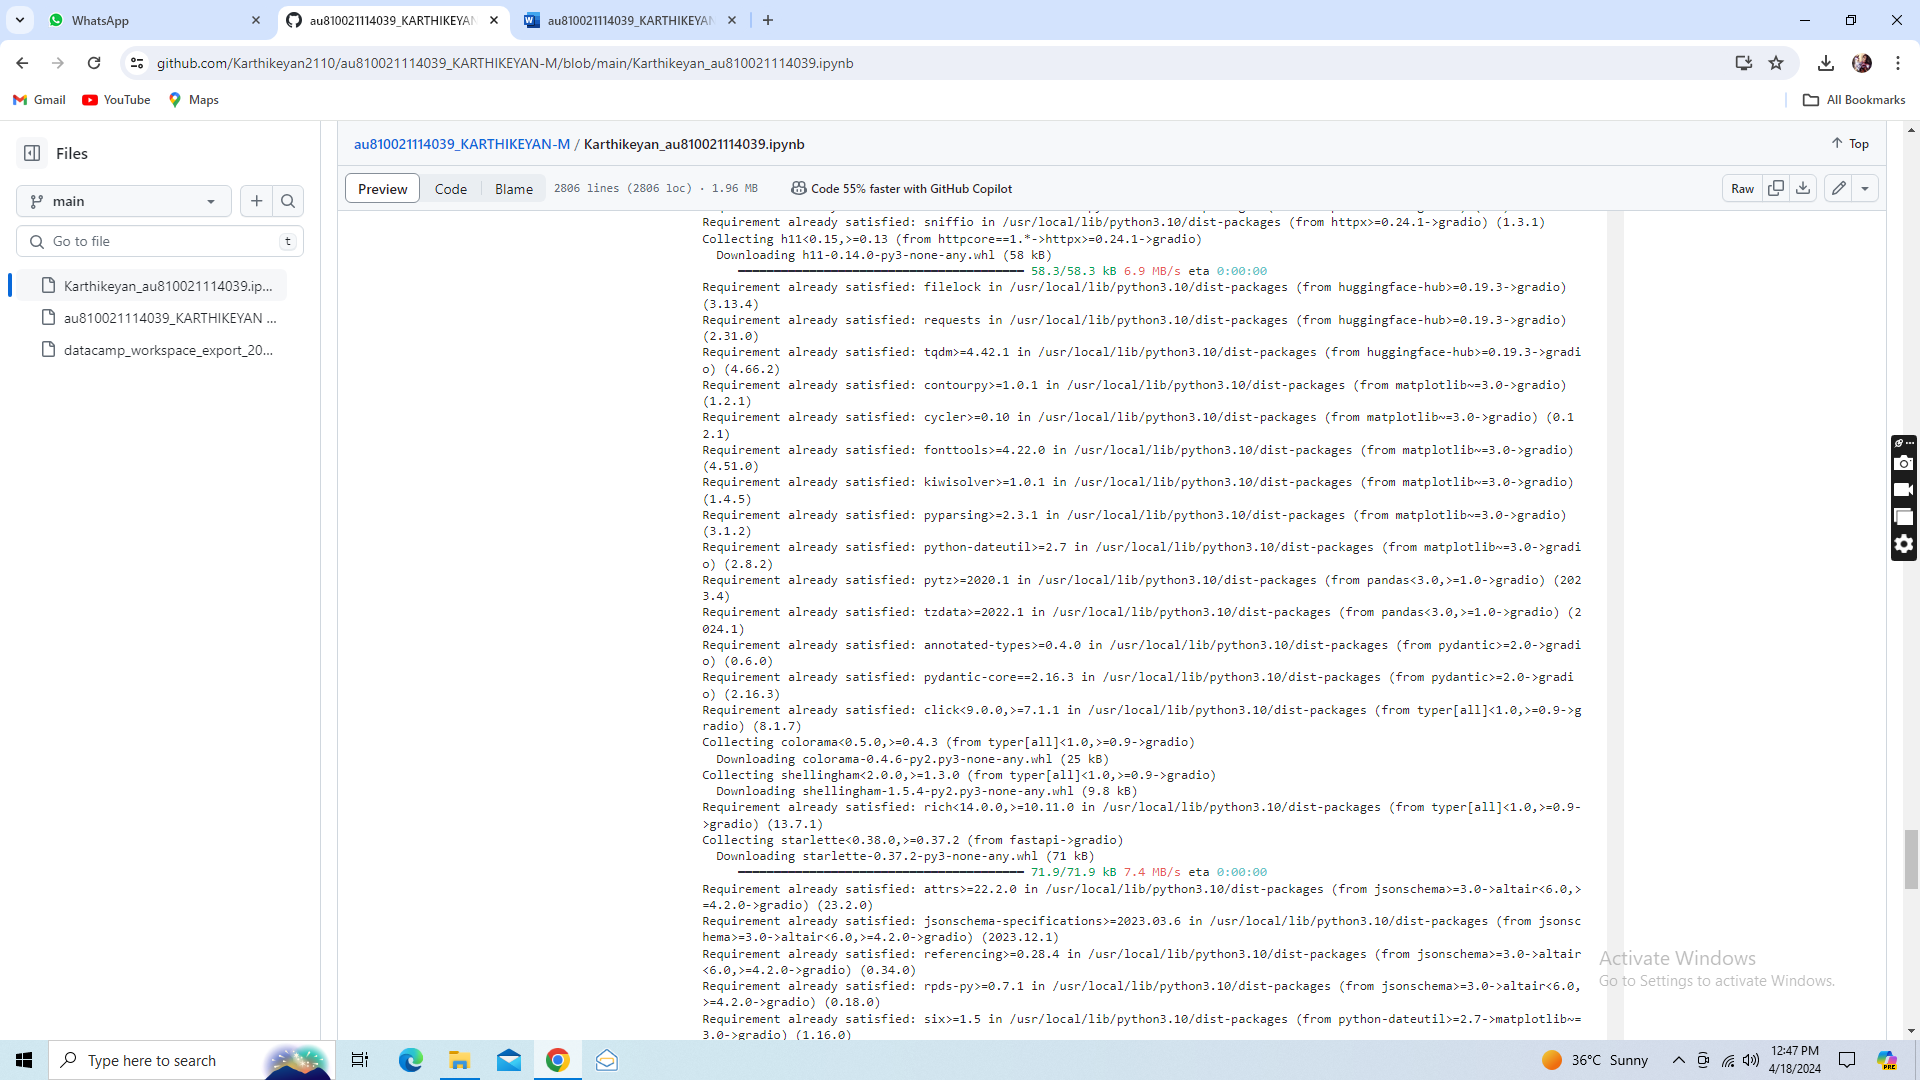 WhatsApp
au810021114039_KARTHIKEYAN
au810021114039_KARTHIKEYAN
github.com/Karthikeyan2110/au810021114039_KARTHIKEYAN-M/blob/main/Karthikeyan_au810021114039.ipynb
Gmail
YouTube
Maps
All Bookmarks
Files
au810021114039_KARTHIKEYAN-M / Karthikeyan_au810021114039.ipynb
Top
main
Preview
Code
Blame
2806 lines (2806 loc) · 1.96 MB
Code 55% faster with GitHub Copilot
Raw
Go to file
t
Karthikeyan_au810021114039.ip...
au810021114039_KARTHIKEYAN ...
datacamp_workspace_export_20...
Requirement already satisfied: sniffio in /usr/local/lib/python3.10/dist-packages (from httpx>=0.24.1->gradio) (1.3.1)
Collecting h11<0.15,>=0.13 (from httpcore==1.*->httpx>=0.24.1->gradio)
Downloading h11-0.14.0-py3-none-any.whl (58 kB)
58.3/58.3 kB 6.9 MB/s eta 0:00:00
Requirement already satisfied: filelock in /usr/local/lib/python3.10/dist-packages (from huggingface-hub>=0.19.3->gradio)
(3.13.4)
Requirement already satisfied: requests in /usr/local/lib/python3.10/dist-packages (from huggingface-hub>=0.19.3->gradio)
(2.31.0)
Requirement already satisfied: tqdm>=4.42.1 in /usr/local/lib/python3.10/dist-packages (from huggingface-hub>=0.19.3->gradi
o) (4.66.2)
Requirement already satisfied: contourpy>=1.0.1 in /usr/local/lib/python3.10/dist-packages (from matplotlib~=3.0->gradio)
(1.2.1)
Requirement already satisfied: cycler>=0.10 in /usr/local/lib/python3.10/dist-packages (from matplotlib~=3.0->gradio) (0.1
2.1)
Requirement already satisfied: fonttools>=4.22.0 in /usr/local/lib/python3.10/dist-packages (from matplotlib~=3.0->gradio)
(4.51.0)
Requirement already satisfied: kiwisolver>=1.0.1 in /usr/local/lib/python3.10/dist-packages (from matplotlib~=3.0->gradio)
(1.4.5)
Requirement already satisfied: pyparsing>=2.3.1 in /usr/local/lib/python3.10/dist-packages (from matplotlib~=3.0->gradio)
(3.1.2)
Requirement already satisfied: python-dateutil>=2.7 in /usr/local/lib/python3.10/dist-packages (from matplotlib~=3.0->gradi
o) (2.8.2)
Requirement already satisfied: pytz>=2020.1 in /usr/local/lib/python3.10/dist-packages (from pandas<3.0,>=1.0->gradio) (202
3.4)
Requirement already satisfied: tzdata>=2022.1 in /usr/local/lib/python3.10/dist-packages (from pandas<3.0,>=1.0->gradio) (2
024.1)
Requirement already satisfied: annotated-types>=0.4.0 in /usr/local/lib/python3.10/dist-packages (from pydantic>=2.0->gradi
o) (0.6.0)
Requirement already satisfied: pydantic-core==2.16.3 in /usr/local/lib/python3.10/dist-packages (from pydantic>=2.0->gradi
o) (2.16.3)
Requirement already satisfied: click<9.0.0,>=7.1.1 in /usr/local/lib/python3.10/dist-packages (from typer[all]<1.0,>=0.9->g
radio) (8.1.7)
Collecting colorama<0.5.0,>=0.4.3 (from typer[all]<1.0,>=0.9->gradio)
Downloading colorama-0.4.6-py2.py3-none-any.whl (25 kB)
Collecting shellingham<2.0.0,>=1.3.0 (from typer[all]<1.0,>=0.9->gradio)
Downloading shellingham-1.5.4-py2.py3-none-any.whl (9.8 kB)
Requirement already satisfied: rich<14.0.0,>=10.11.0 in /usr/local/lib/python3.10/dist-packages (from typer[all]<1.0,>=0.9-
>gradio) (13.7.1)
Collecting starlette<0.38.0,>=0.37.2 (from fastapi->gradio)
Downloading starlette-0.37.2-py3-none-any.whl (71 kB)
71.9/71.9 kB 7.4 MB/s eta 0:00:00
Requirement already satisfied: attrs>=22.2.0 in /usr/local/lib/python3.10/dist-packages (from jsonschema>=3.0->altair<6.0,>
=4.2.0->gradio) (23.2.0)
Requirement already satisfied: jsonschema-specifications>=2023.03.6 in /usr/local/lib/python3.10/dist-packages (from jsonsc
hema>=3.0->altair<6.0,>=4.2.0->gradio) (2023.12.1)
Requirement already satisfied: referencing>=0.28.4 in /usr/local/lib/python3.10/dist-packages (from jsonschema>=3.0->altair
<6.0,>=4.2.0->gradio) (0.34.0)
Requirement already satisfied: rpds-py>=0.7.1 in /usr/local/lib/python3.10/dist-packages (from jsonschema>=3.0->altair<6.0,
>=4.2.0->gradio) (0.18.0)
Requirement already satisfied: six>=1.5 in /usr/local/lib/python3.10/dist-packages (from python-dateutil>=2.7->matplotlib~=
3.0->gradio) (1.16.0)
Activate Windows
Go to Settings to activate Windows.
Type here to search
36°C Sunny
12:47 PM
4/18/2024